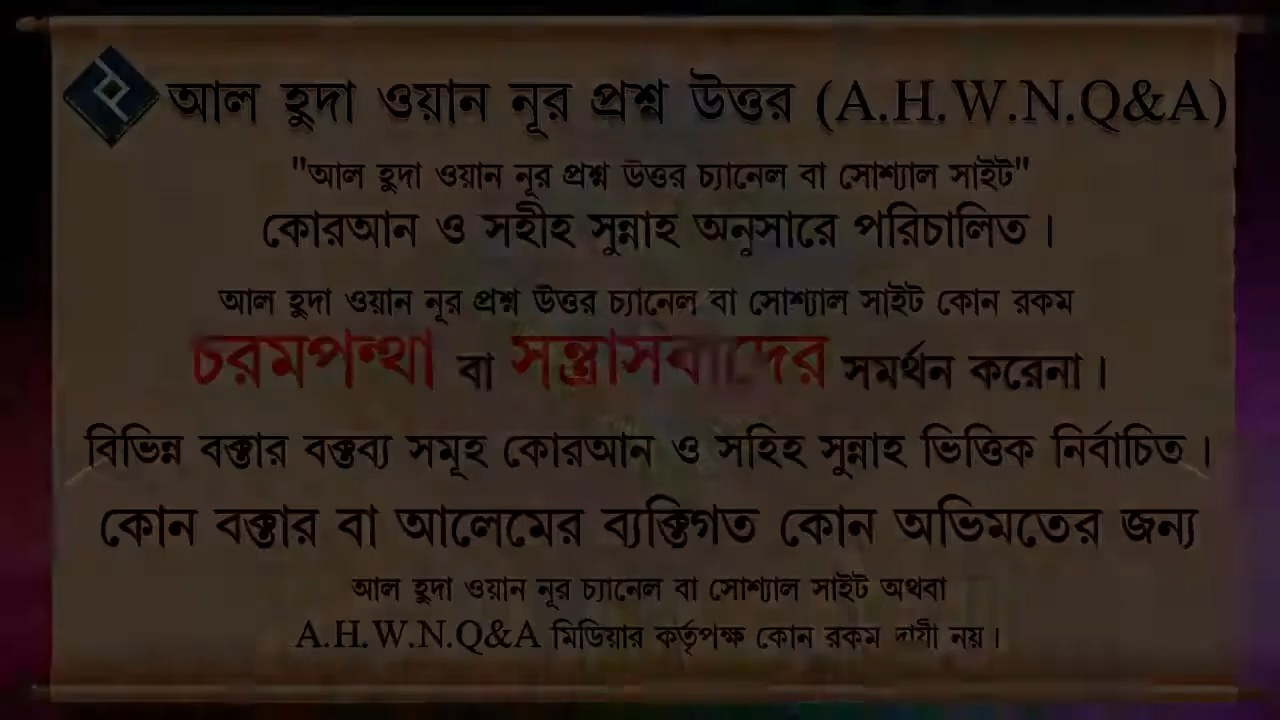 আল হুদা ওয়ান নূর প্রশ্ন উত্তর (A.H.W.N.Q&A)
"আল হুদা ওয়ান নূর প্রশ্ন উত্তর চ্যানেল বা সোশ্যাল সাইট"
কোরআন ও সহীহ সুন্নাহ অনুসারে পরিচালিত।
আল হুদা ওয়ান নূর প্রশ্ন উত্তর চ্যানেল বা সোশ্যাল সাইট কোন রকম
চরমপন্থা বা সন্ত্রাসবাদের সমর্থন করেনা।
বিভিন্ন বক্তার বক্তব্য সমূহ কোরআন ও সহিহ সুন্নাহ ভিত্তিক নির্বাচিত।
কোন বক্তার বা আলেমের ব্যক্তিগত কোন অভিমতের জন্য
আল হুদা ওয়ান নূর চ্যানেল বা সোশ্যাল সাইট অথবা
A.H.W.N.Q&A মিডিয়ার কর্তৃপক্ষ কোন রকম দায়ী নয়।